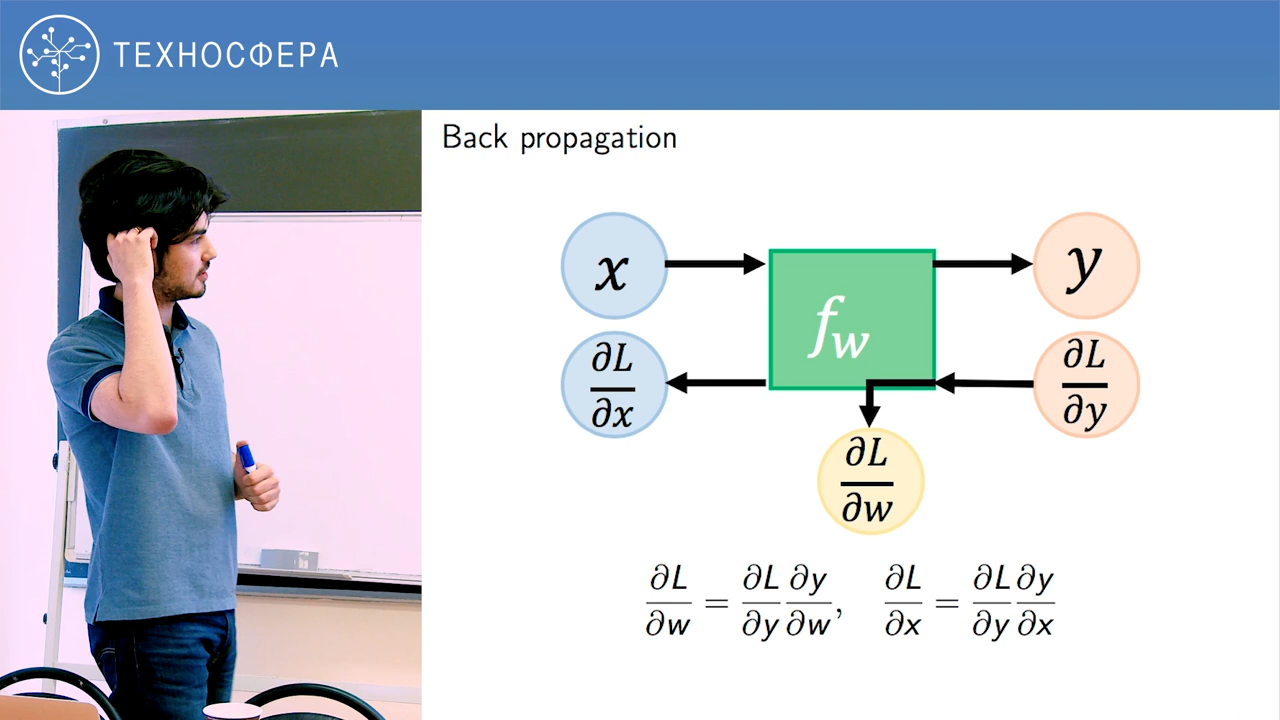 ТЕХНОСФЕРА
Back propagation
x
f_w
y
∂L/∂x
∂L/∂y
∂L/∂w
∂L/∂w = ∂L/∂y ∂y/∂w, ∂L/∂x = ∂L/∂y ∂y/∂x